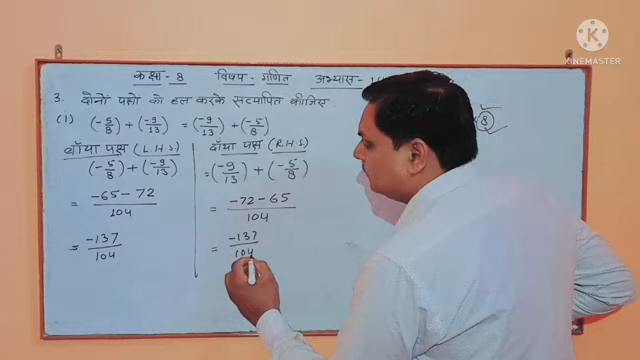 KINEMASTER
कक्षा - 8 विषय - गणित अभ्यास -
3. दोनों पक्षों को हल करके सत्यापित कीजिए
(1) (-5/8) + (-9/13) = (-9/13) + (-5/8)
बाँया पक्ष (L.H.S.)
(-5/8) + (-9/13)
= -65 - 72 / 104
= -137 / 104
दाँया पक्ष (R.H.S.)
= (-9/13) + (-5/8)
= -72 - 65 / 104
= -137 / 104
8